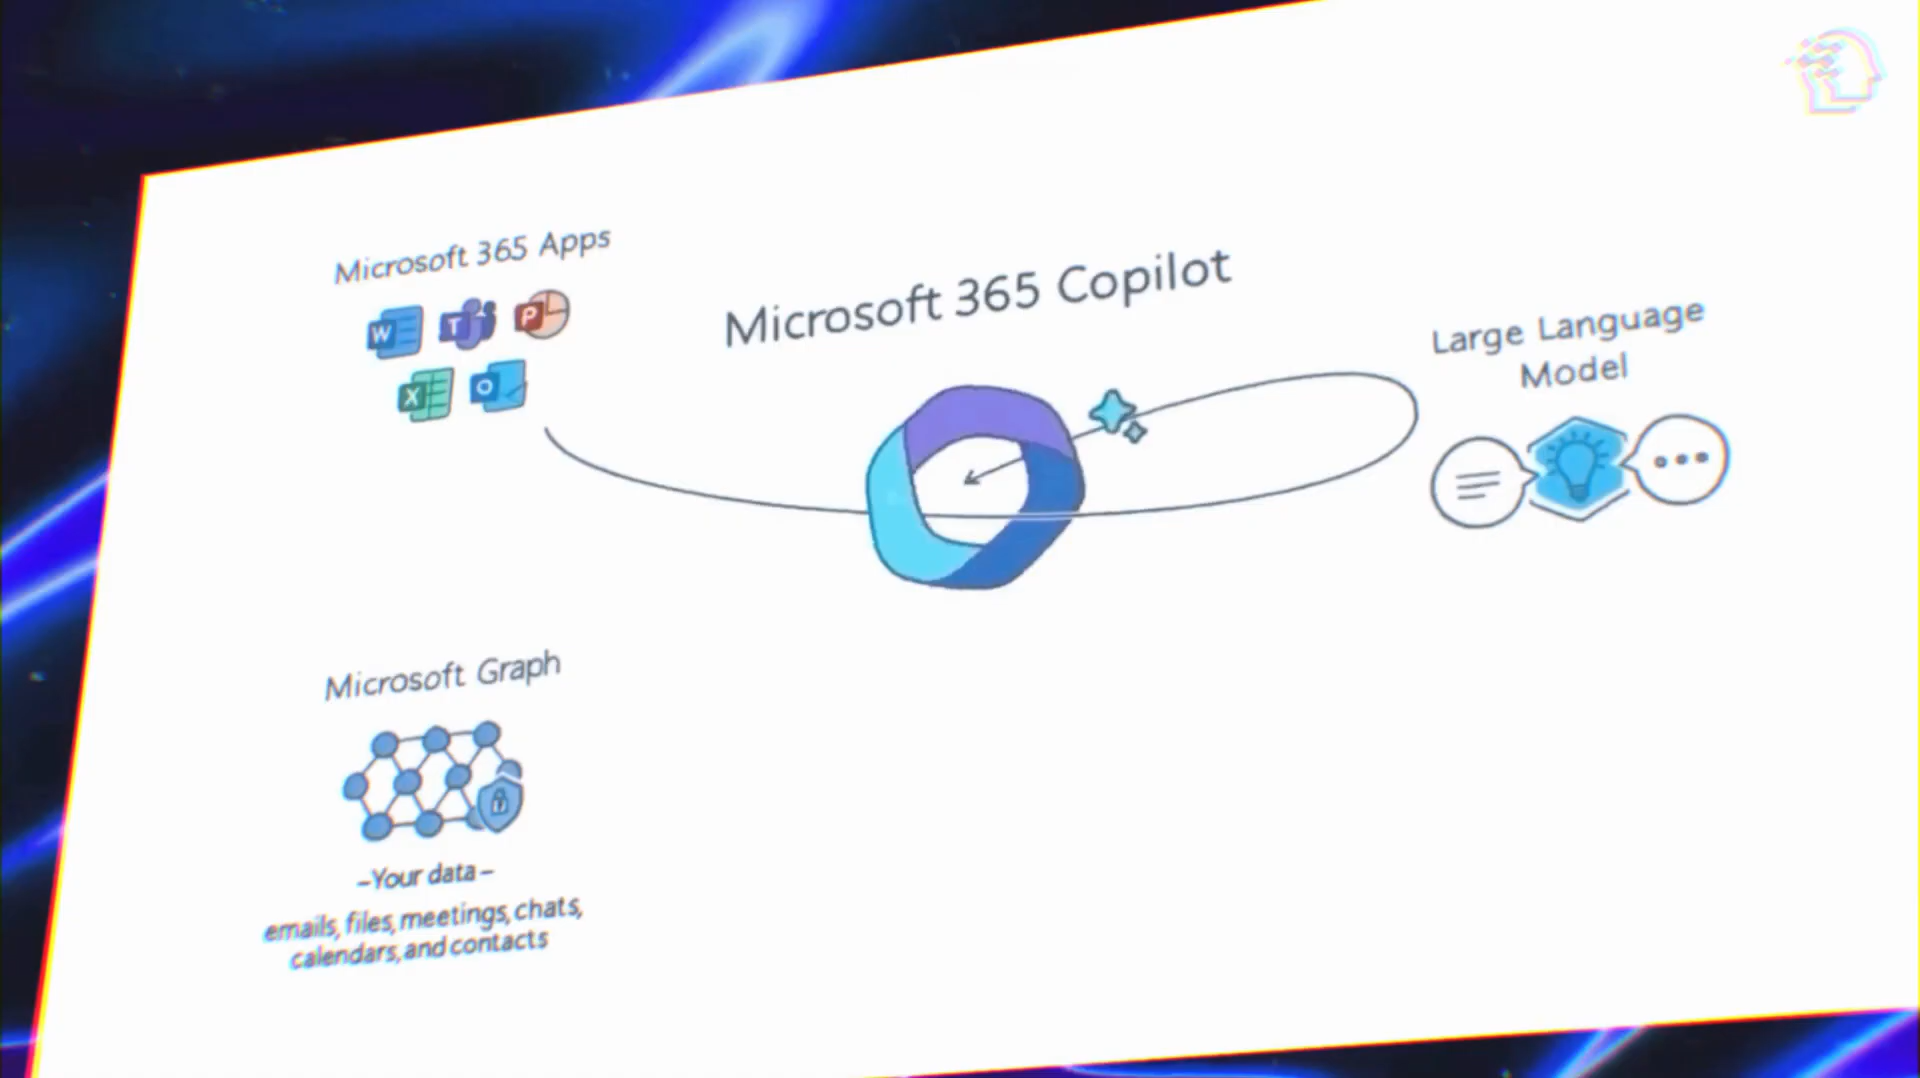 Microsoft 365 Apps
W
T
P
X
O
Microsoft 365 Copilot
Large Language
Model
Microsoft Graph
–Your data–
emails, files, meetings, chats,
calendars, and contacts